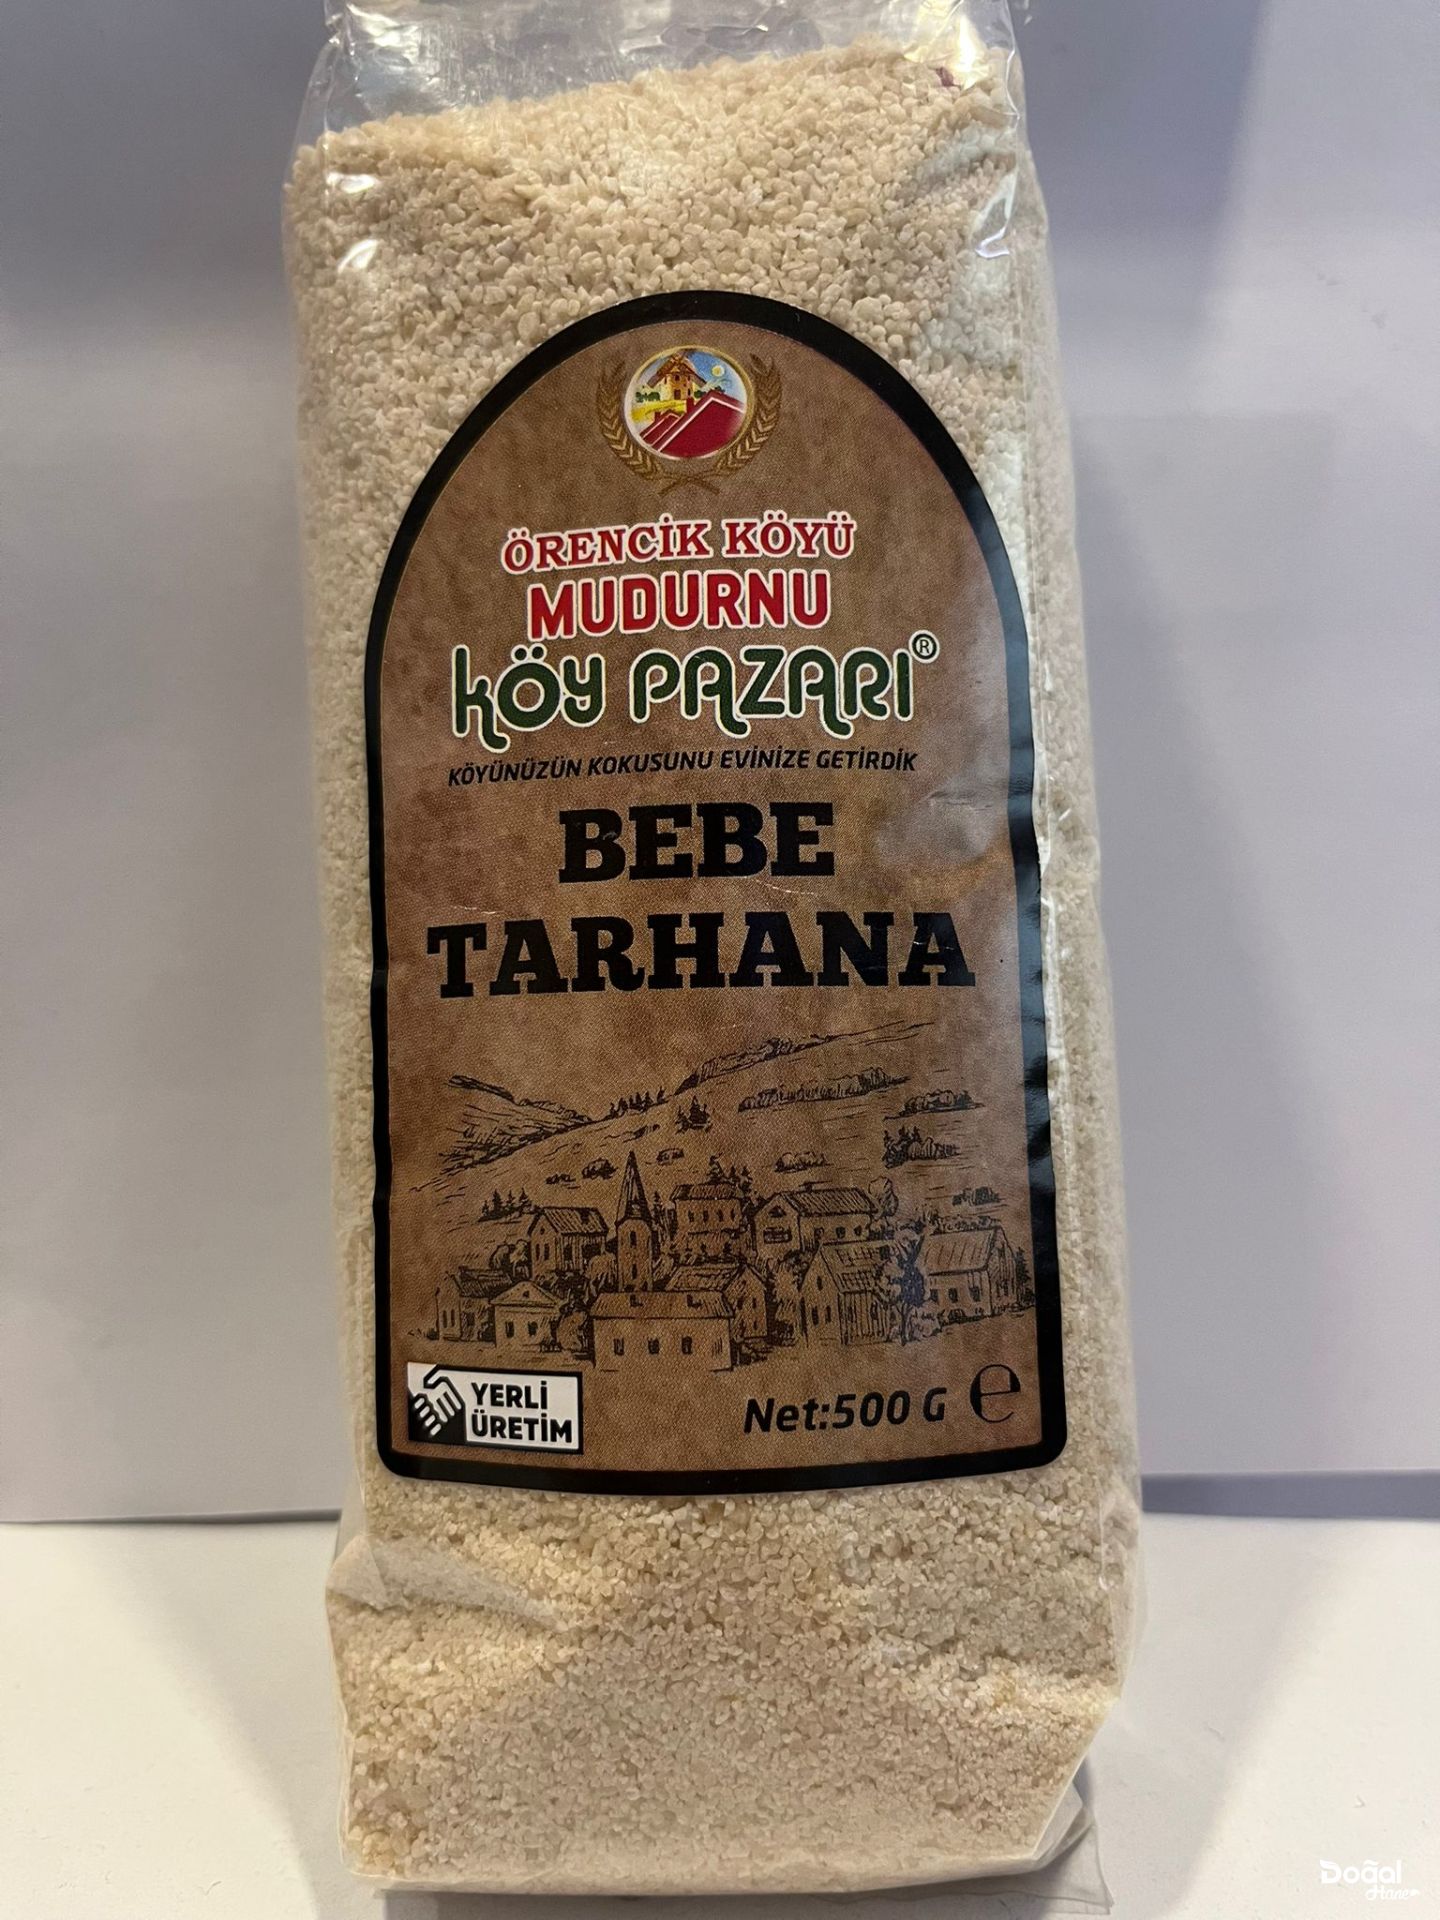 ÖRENCİK KÖYÜ
MUDURNU
KÖY PAZARI®
KÖYÜNÜZÜN KOKUSUNU EVİNİZE GETİRDİK
BEBE
TARHANA
YERLİ
ÜRETİM
Net:500 G ℮
Doğal
Hane